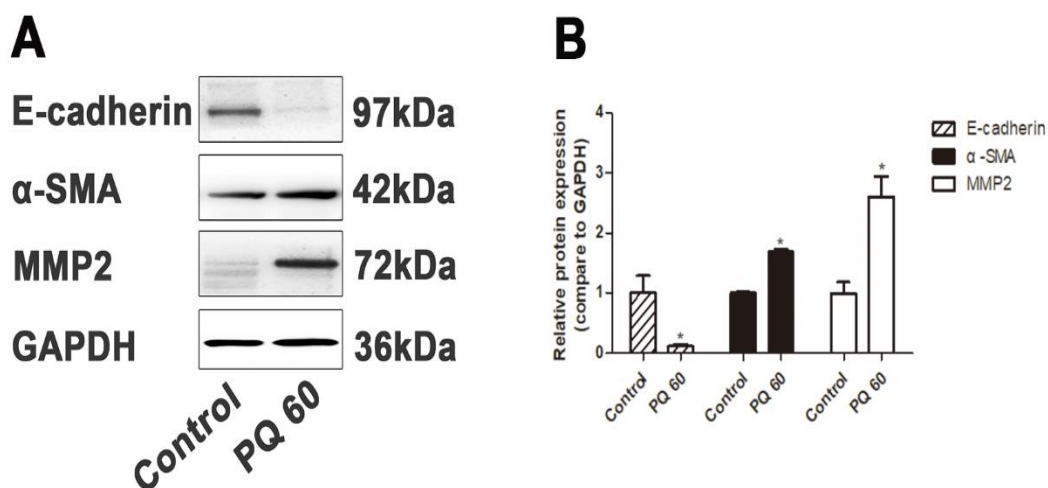 A
E-cadherin 97kDa
α-SMA 42kDa
MMP2 72kDa
GAPDH 36kDa
Control PQ 60
B
Relative protein expression
(compare to GAPDH)
4
3
2
1
0
*
*
*
Control PQ 60 Control PQ 60 Control PQ 60
E-cadherin
α-SMA
MMP2